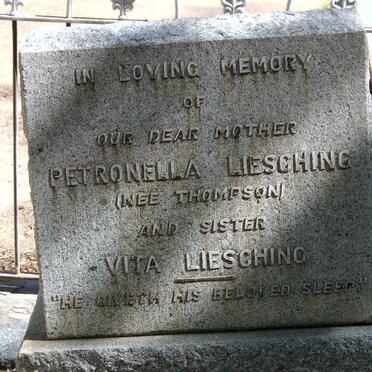 IN LOVING MEMORY
OF
OUR DEAR MOTHER
PETRONELLA LIESCHING
(NEE THOMPSON)
AND SISTER
VITA LIESCHING
"HE GIVETH HIS BELOVED SLEEP"